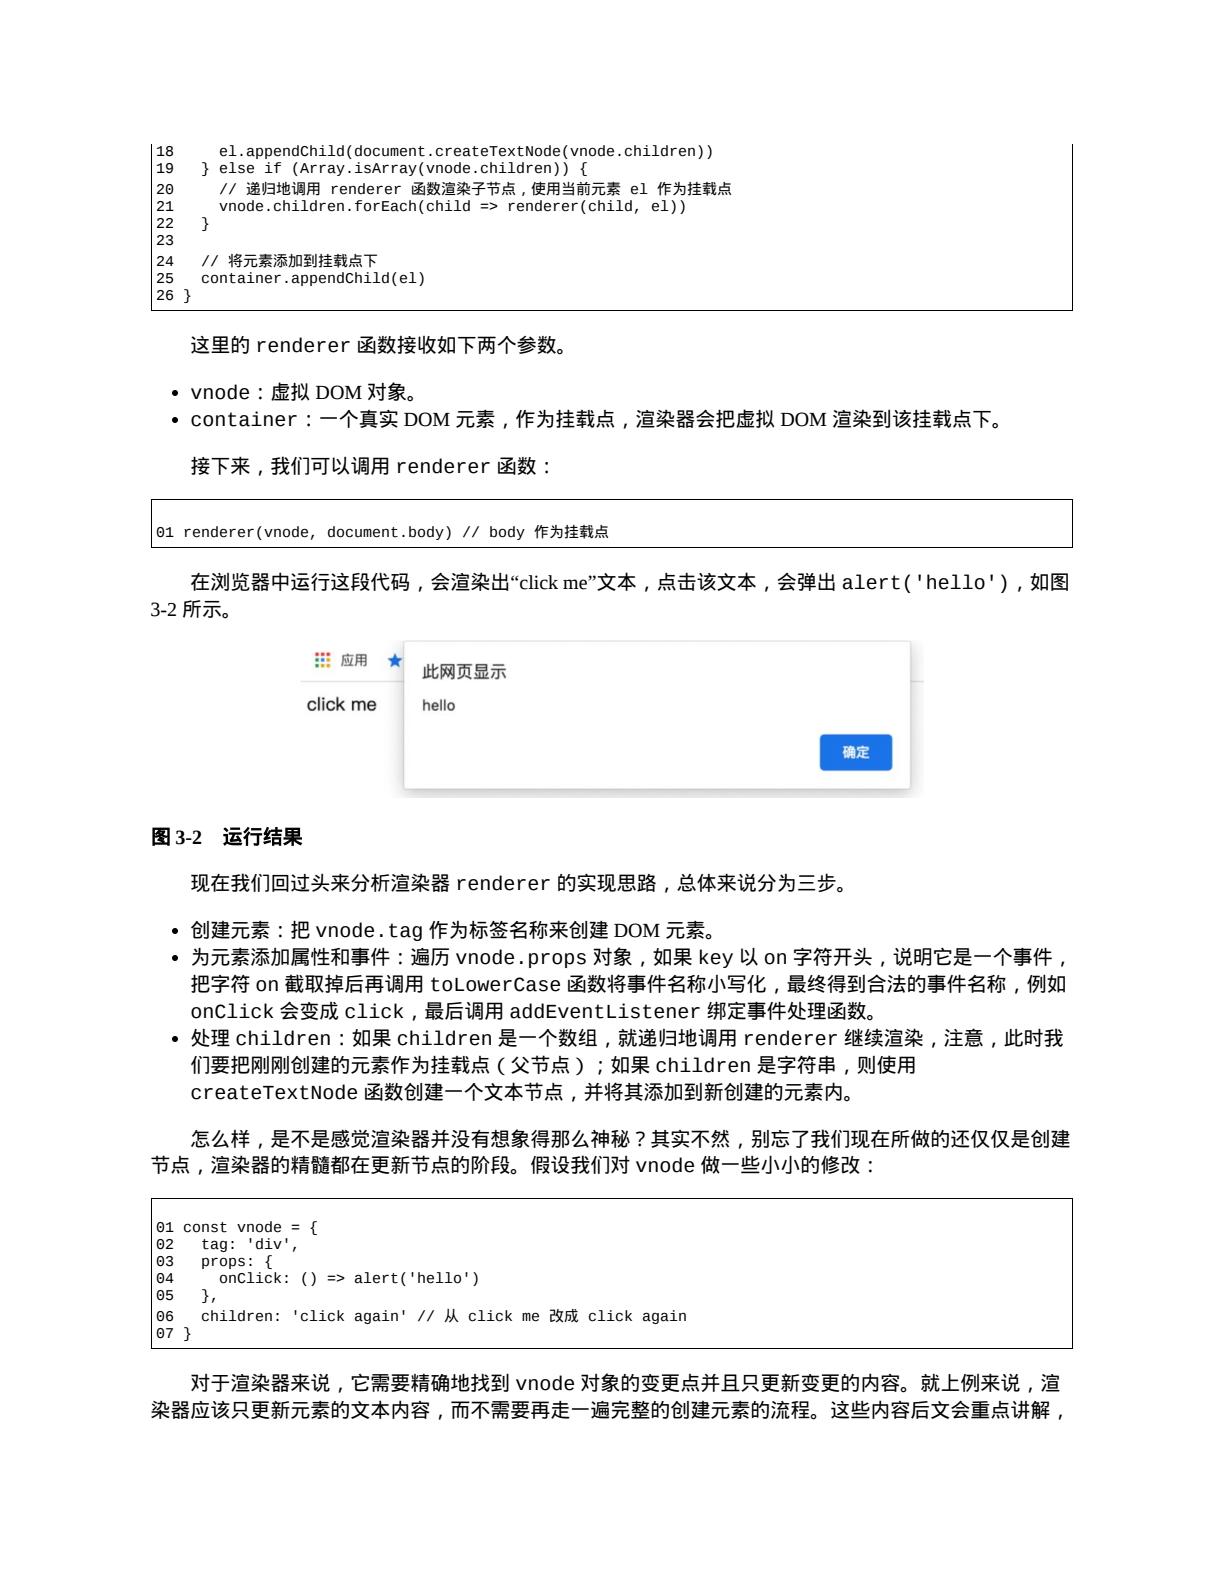 18     el.appendChild(document.createTextNode(vnode.children))
19   } else if (Array.isArray(vnode.children)) {
20     // 递归地调用 renderer 函数渲染子节点，使用当前元素 el 作为挂载点
21     vnode.children.forEach(child => renderer(child, el))
22   }
23
24   // 将元素添加到挂载点下
25   container.appendChild(el)
26 }
这里的 renderer 函数接收如下两个参数。
• vnode：虚拟 DOM 对象。
• container：一个真实 DOM 元素，作为挂载点，渲染器会把虚拟 DOM 渲染到该挂载点下。
接下来，我们可以调用 renderer 函数：
01 renderer(vnode, document.body) // body 作为挂载点
在浏览器中运行这段代码，会渲染出“click me”文本，点击该文本，会弹出 alert('hello')，如图
3-2 所示。
应用
此网页显示
click me
hello
确定
图 3-2　运行结果
现在我们回过头来分析渲染器 renderer 的实现思路，总体来说分为三步。
• 创建元素：把 vnode.tag 作为标签名称来创建 DOM 元素。
• 为元素添加属性和事件：遍历 vnode.props 对象，如果 key 以 on 字符开头，说明它是一个事件，
把字符 on 截取掉后再调用 toLowerCase 函数将事件名称小写化，最终得到合法的事件名称，例如
onClick 会变成 click，最后调用 addEventListener 绑定事件处理函数。
• 处理 children：如果 children 是一个数组，就递归地调用 renderer 继续渲染，注意，此时我
们要把刚刚创建的元素作为挂载点（父节点）；如果 children 是字符串，则使用
createTextNode 函数创建一个文本节点，并将其添加到新创建的元素内。
怎么样，是不是感觉渲染器并没有想象得那么神秘？其实不然，别忘了我们现在所做的还仅仅是创建
节点，渲染器的精髓都在更新节点的阶段。假设我们对 vnode 做一些小小的修改：
01 const vnode = {
02   tag: 'div',
03   props: {
04     onClick: () => alert('hello')
05   },
06   children: 'click again' // 从 click me 改成 click again
07 }
对于渲染器来说，它需要精确地找到 vnode 对象的变更点并且只更新变更的内容。就上例来说，渲
染器应该只更新元素的文本内容，而不需要再走一遍完整的创建元素的流程。这些内容后文会重点讲解，